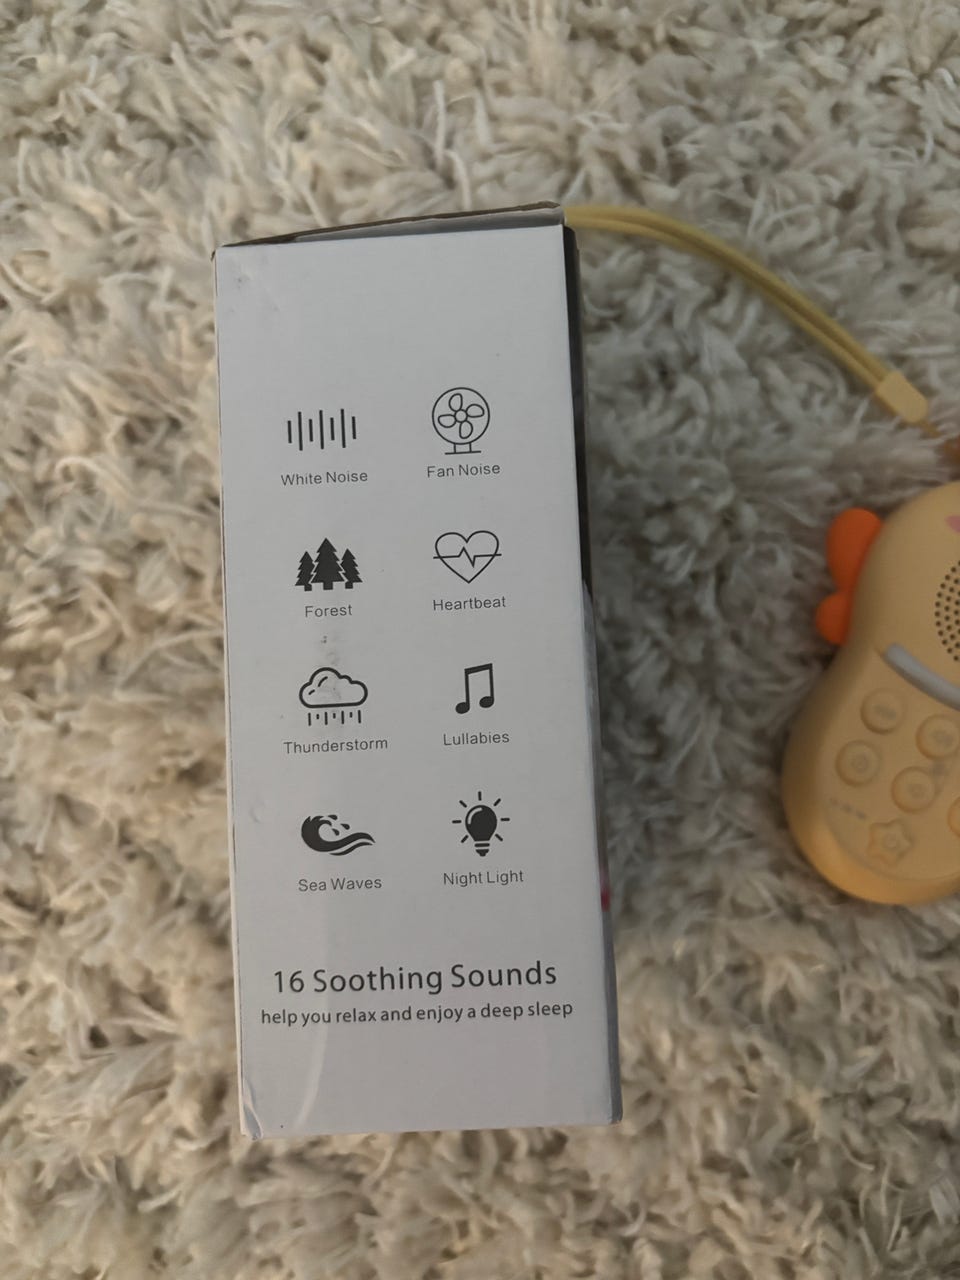 White Noise
Fan Noise
Forest
Heartbeat
Thunderstorm
Lullabies
Sea Waves
Night Light
16 Soothing Sounds
help you relax and enjoy a deep sleep